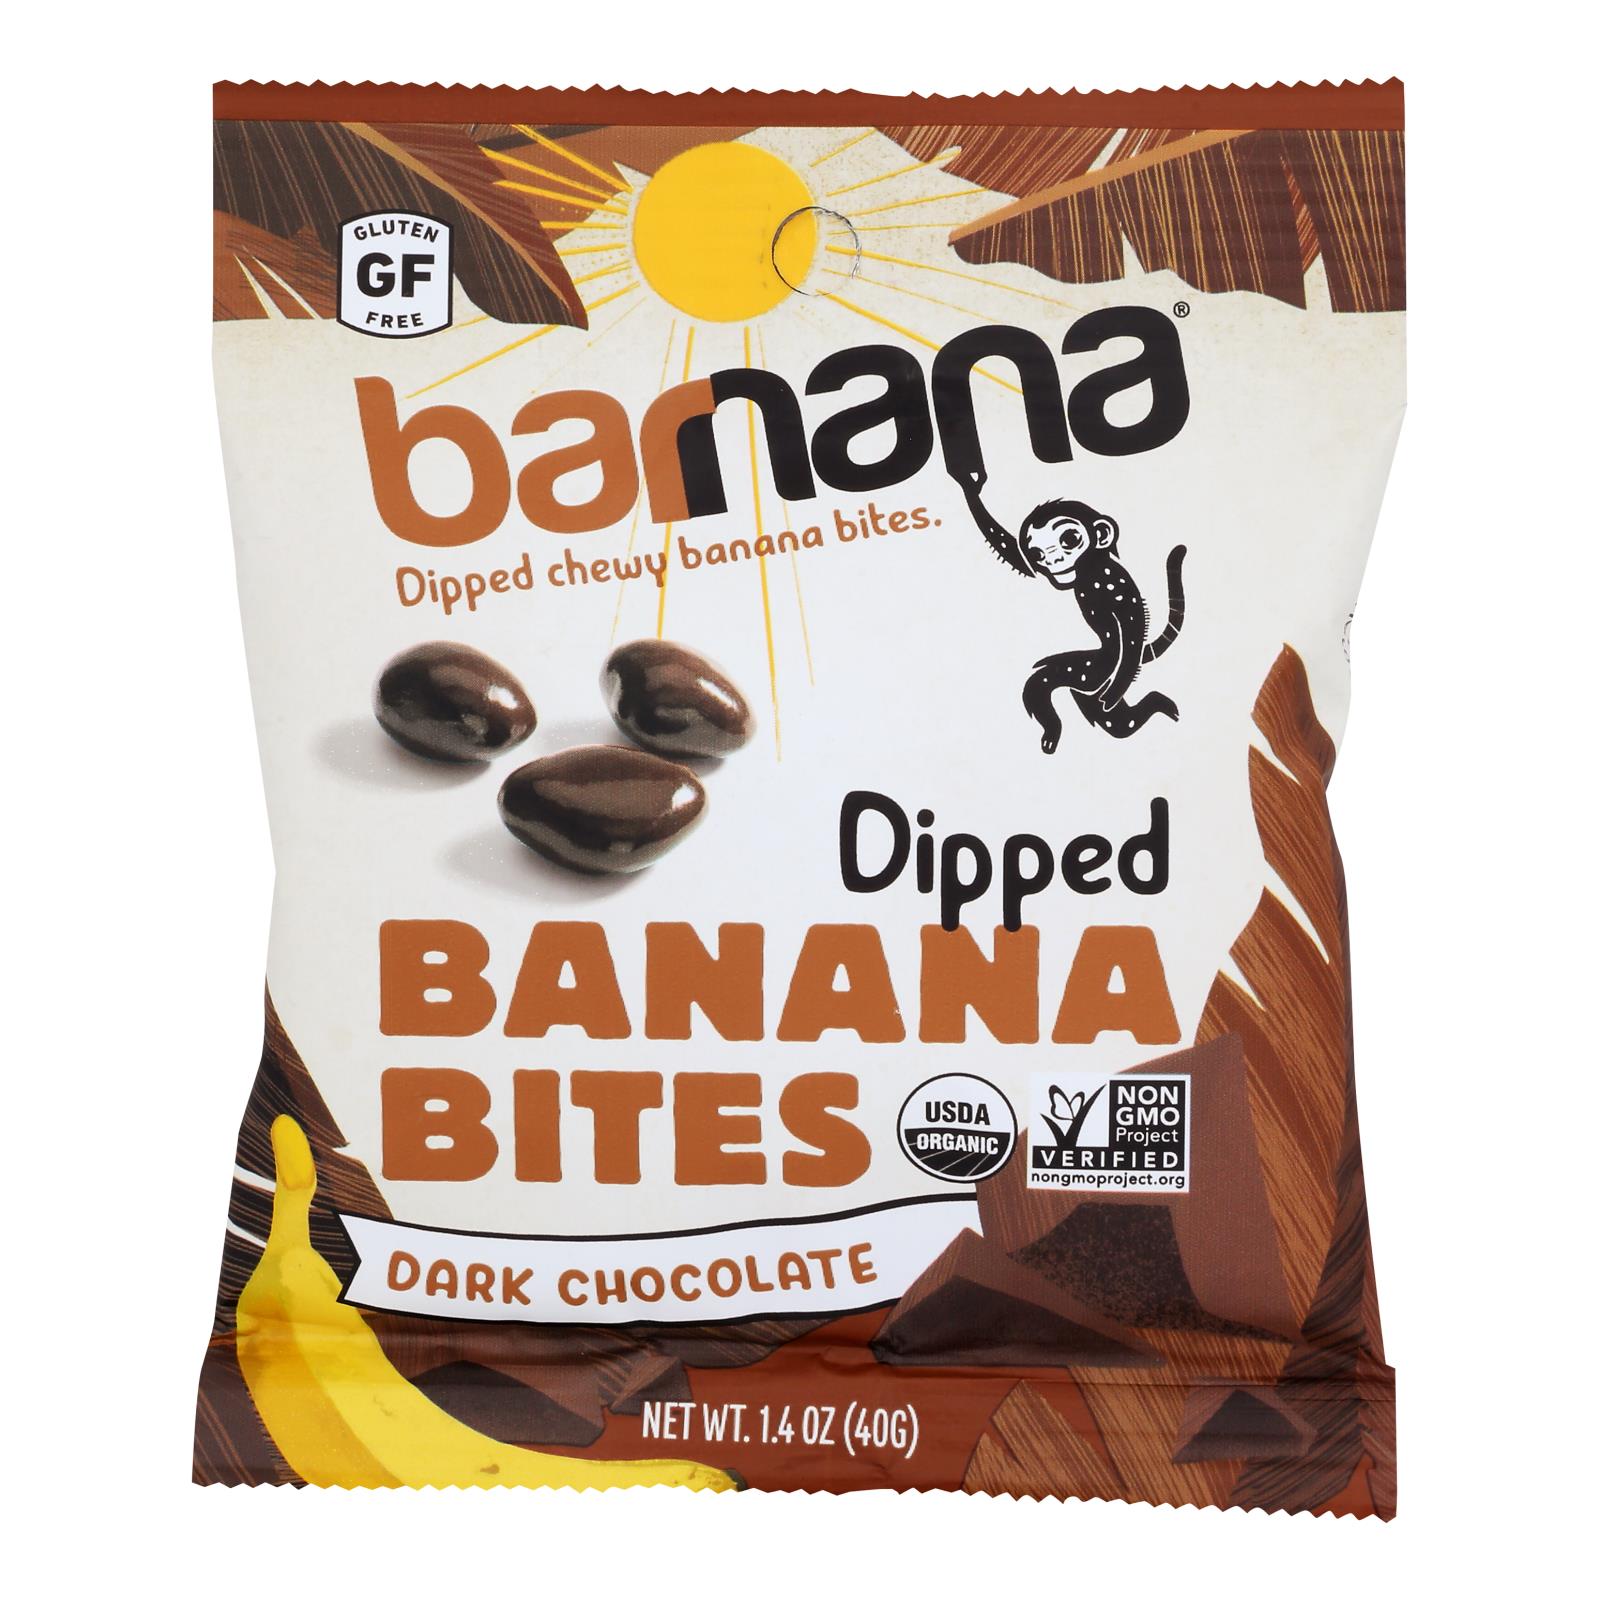 GLUTEN
GF
FREE
barnana®
Dipped chewy banana bites.
Dipped
BANANA
BITES
USDA
ORGANIC
NON
GMO
Project
VERIFIED
nongmoproject.org
DARK CHOCOLATE
NET WT. 1.4 OZ (40G)